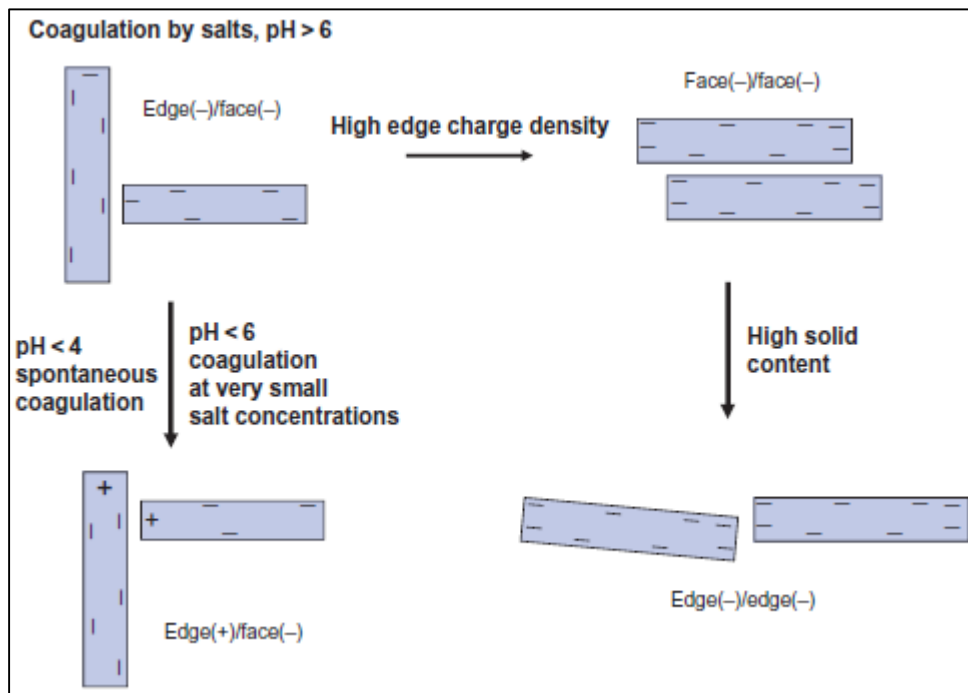 Coagulation by salts, pH > 6
Edge(–)/face(–)
High edge charge density
Face(–)/face(–)
pH < 4
spontaneous
coagulation
pH < 6
coagulation
at very small
salt concentrations
High solid
content
Edge(+)/face(–)
Edge(–)/edge(–)